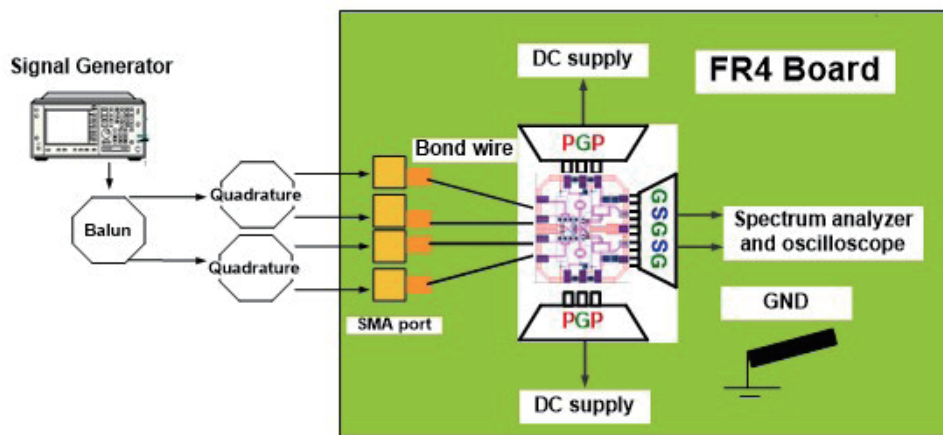 Signal Generator
Balun
Quadrature
Quadrature
SMA port
Bond wire
DC supply
PGP
GSGSG
PGP
DC supply
FR4 Board
Spectrum analyzer
and oscilloscope
GND